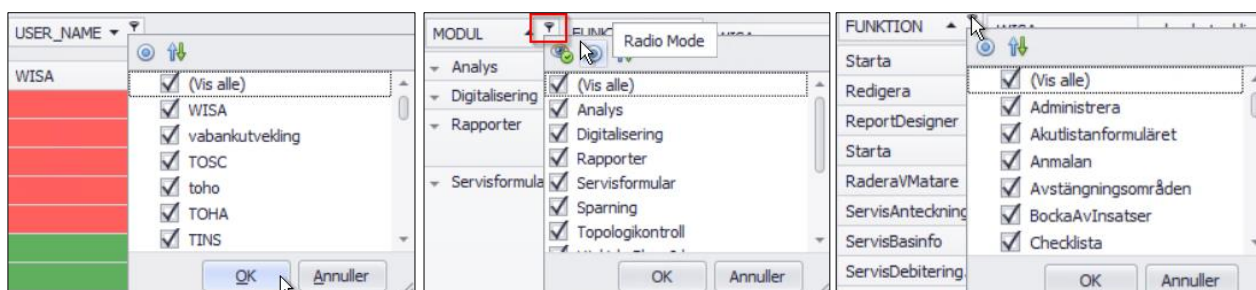 USER_NAME
WISA
(Vis alle)
WISA
vabankutvekling
TOSC
toho
TOHA
TINS
OK
Annuller
MODUL
Radio Mode
Analys
Digitalisering
Rapporter
Servisformula
(Vis alle)
Analys
Digitalisering
Rapporter
Servisformular
Sparning
Topologikontroll
OK
Annuller
FUNKTION
Starta
Redigera
ReportDesigner
Starta
RaderaVMatare
ServisAnteckning
ServisBasinfo
ServisDebitering.
(Vis alle)
Administrera
Akutlistanformuläret
Anmalan
Avstängningsområden
BockaAvInsatser
Checklista
OK
Annuller